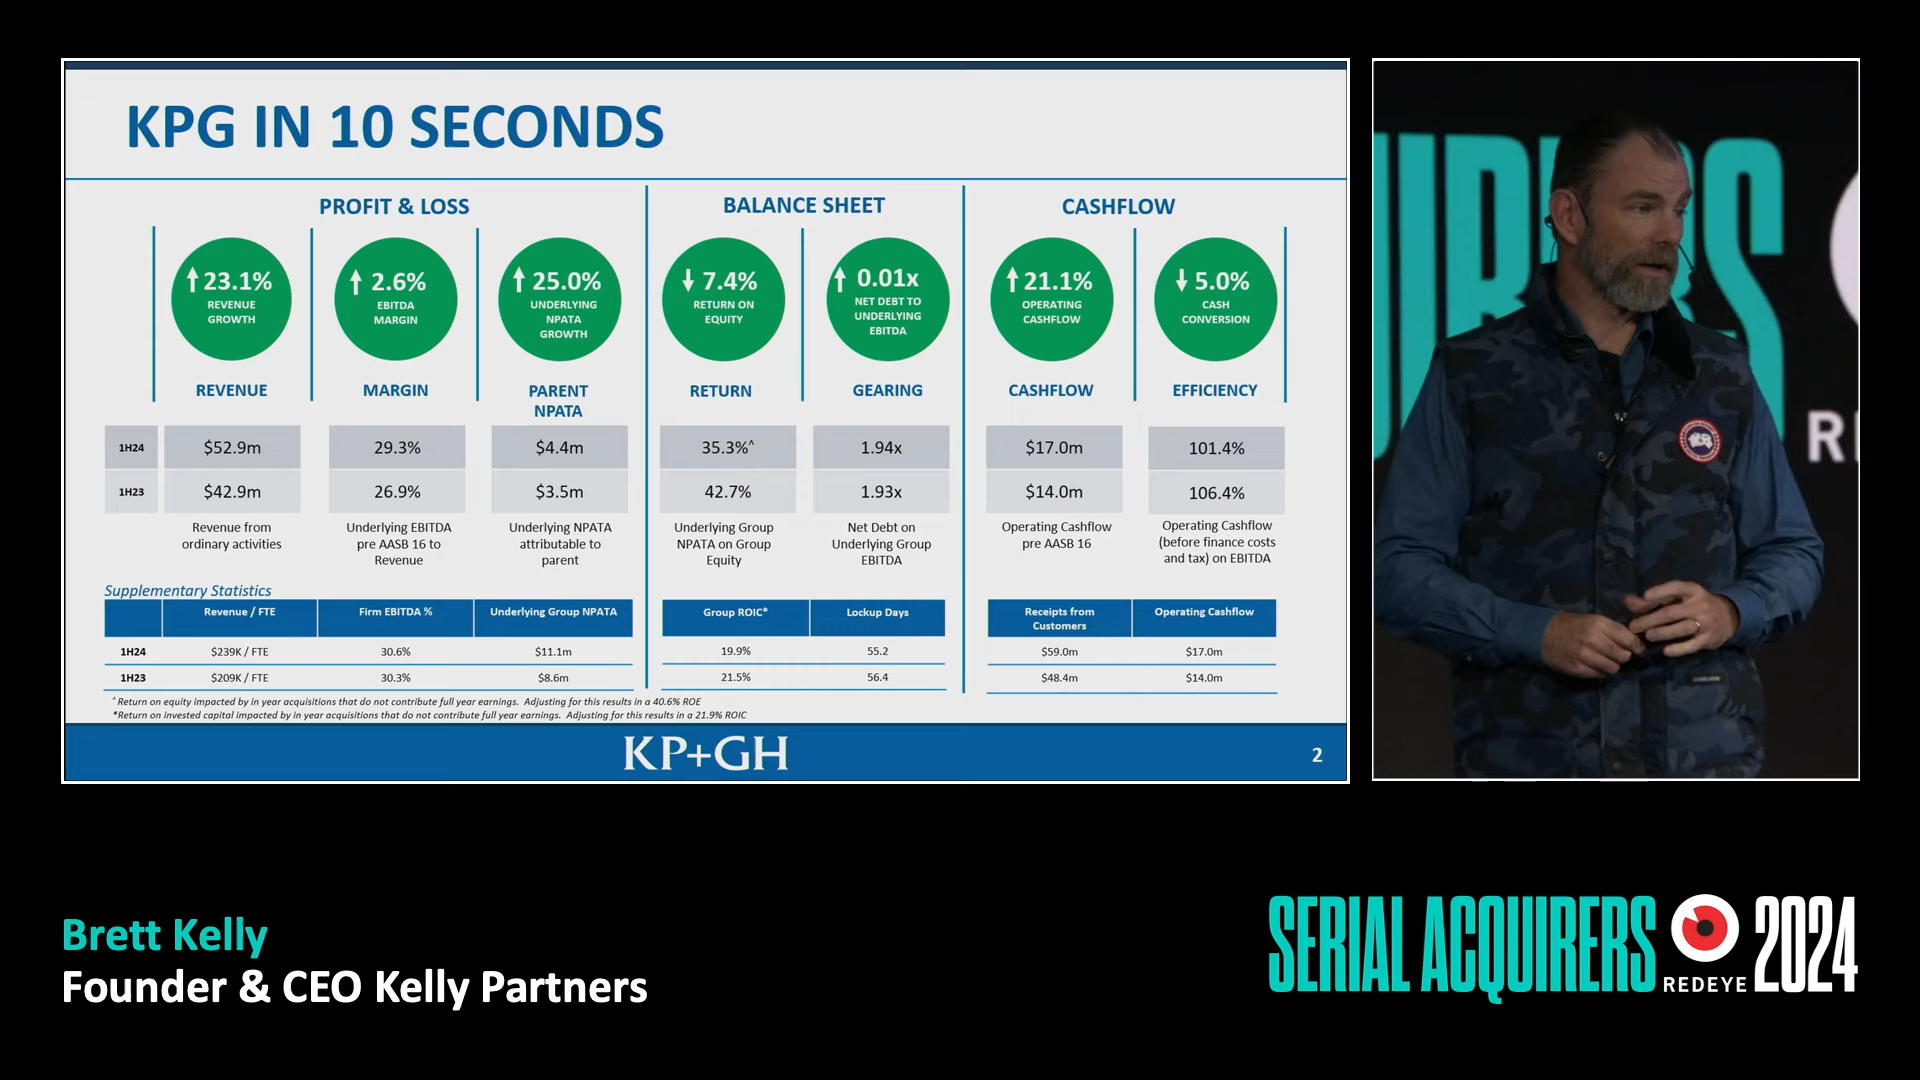 KPG IN 10 SECONDS
PROFIT & LOSS
BALANCE SHEET
CASHFLOW
23.1%
REVENUE
GROWTH
2.6%
EBITDA
MARGIN
25.0%
UNDERLYING
NPATA
GROWTH
7.4%
RETURN ON
EQUITY
0.01x
NET DEBT TO
UNDERLYING
EBITDA
21.1%
OPERATING
CASHFLOW
5.0%
CASH
CONVERSION
REVENUE
MARGIN
PARENT
NPATA
RETURN
GEARING
CASHFLOW
EFFICIENCY
1H24 $52.9m 29.3% $4.4m 35.3%^ 1.94x $17.0m 101.4%
1H23 $42.9m 26.9% $3.5m 42.7% 1.93x $14.0m 106.4%
Revenue from
ordinary activities
Underlying EBITDA
pre AASB 16 to
Revenue
Underlying NPATA
attributable to
parent
Underlying Group
NPATA on Group
Equity
Net Debt on
Underlying Group
EBITDA
Operating Cashflow
pre AASB 16
Operating Cashflow
(before finance costs
and tax) on EBITDA
Supplementary Statistics
Revenue / FTE Firm EBITDA % Underlying Group NPATA Group ROIC* Lockup Days Receipts from
Customers Operating Cashflow
1H24 $239K / FTE 30.6% $11.1m 19.9% 55.2 $59.0m $17.0m
1H23 $209K / FTE 30.3% $8.6m 21.5% 56.4 $48.4m $14.0m
^ Return on equity impacted by in year acquisitions that do not contribute full year earnings. Adjusting for this results in a 40.6% ROE
*Return on invested capital impacted by in year acquisitions that do not contribute full year earnings. Adjusting for this results in a 21.9% ROIC
KP+GH
2
Brett Kelly
Founder & CEO Kelly Partners
SERIAL ACQUIRERS
REDEYE
2024